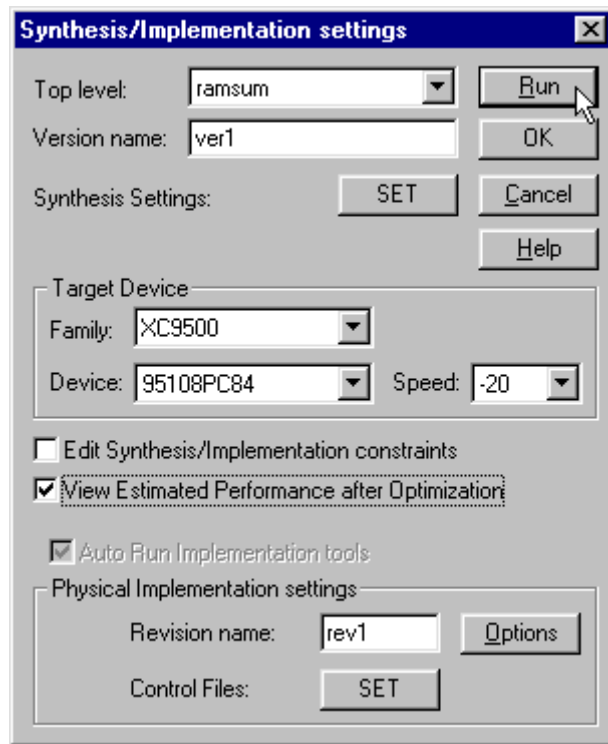 Synthesis/Implementation settings
Top level: ramsum Run
Version name: ver1 OK
Synthesis Settings: SET Cancel
Help
Target Device
Family: XC9500
Device: 95108PC84 Speed: -20
Edit Synthesis/Implementation constraints
View Estimated Performance after Optimization
Auto Run Implementation tools
Physical Implementation settings
Revision name: rev1 Options
Control Files: SET